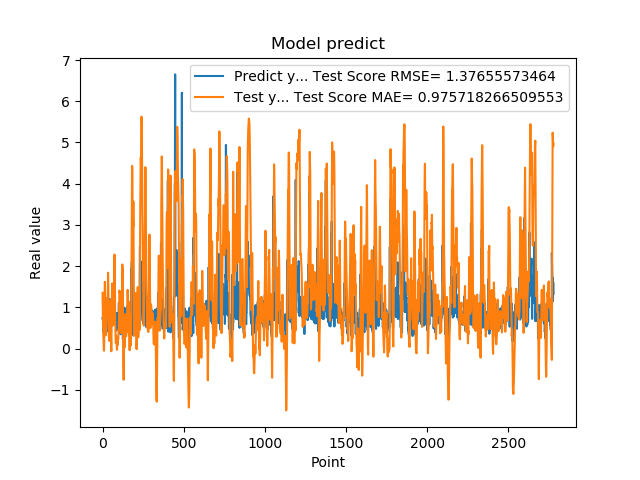 Model predict
Predict y... Test Score RMSE= 1.37655573464
Test y... Test Score MAE= 0.975718266509553
7
6
5
4
3
2
1
0
−1
Real value
0 500 1000 1500 2000 2500
Point